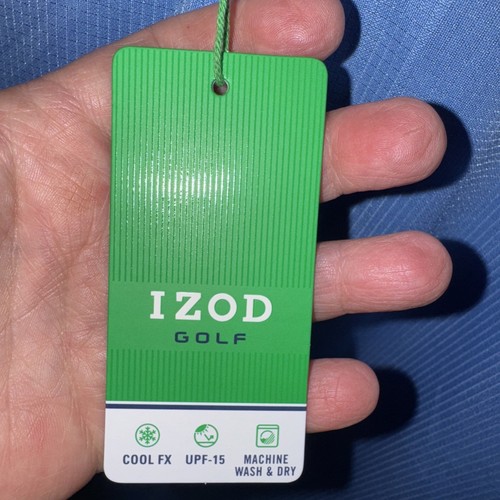 IZOD
GOLF
COOL FX UPF-15 MACHINE
WASH & DRY